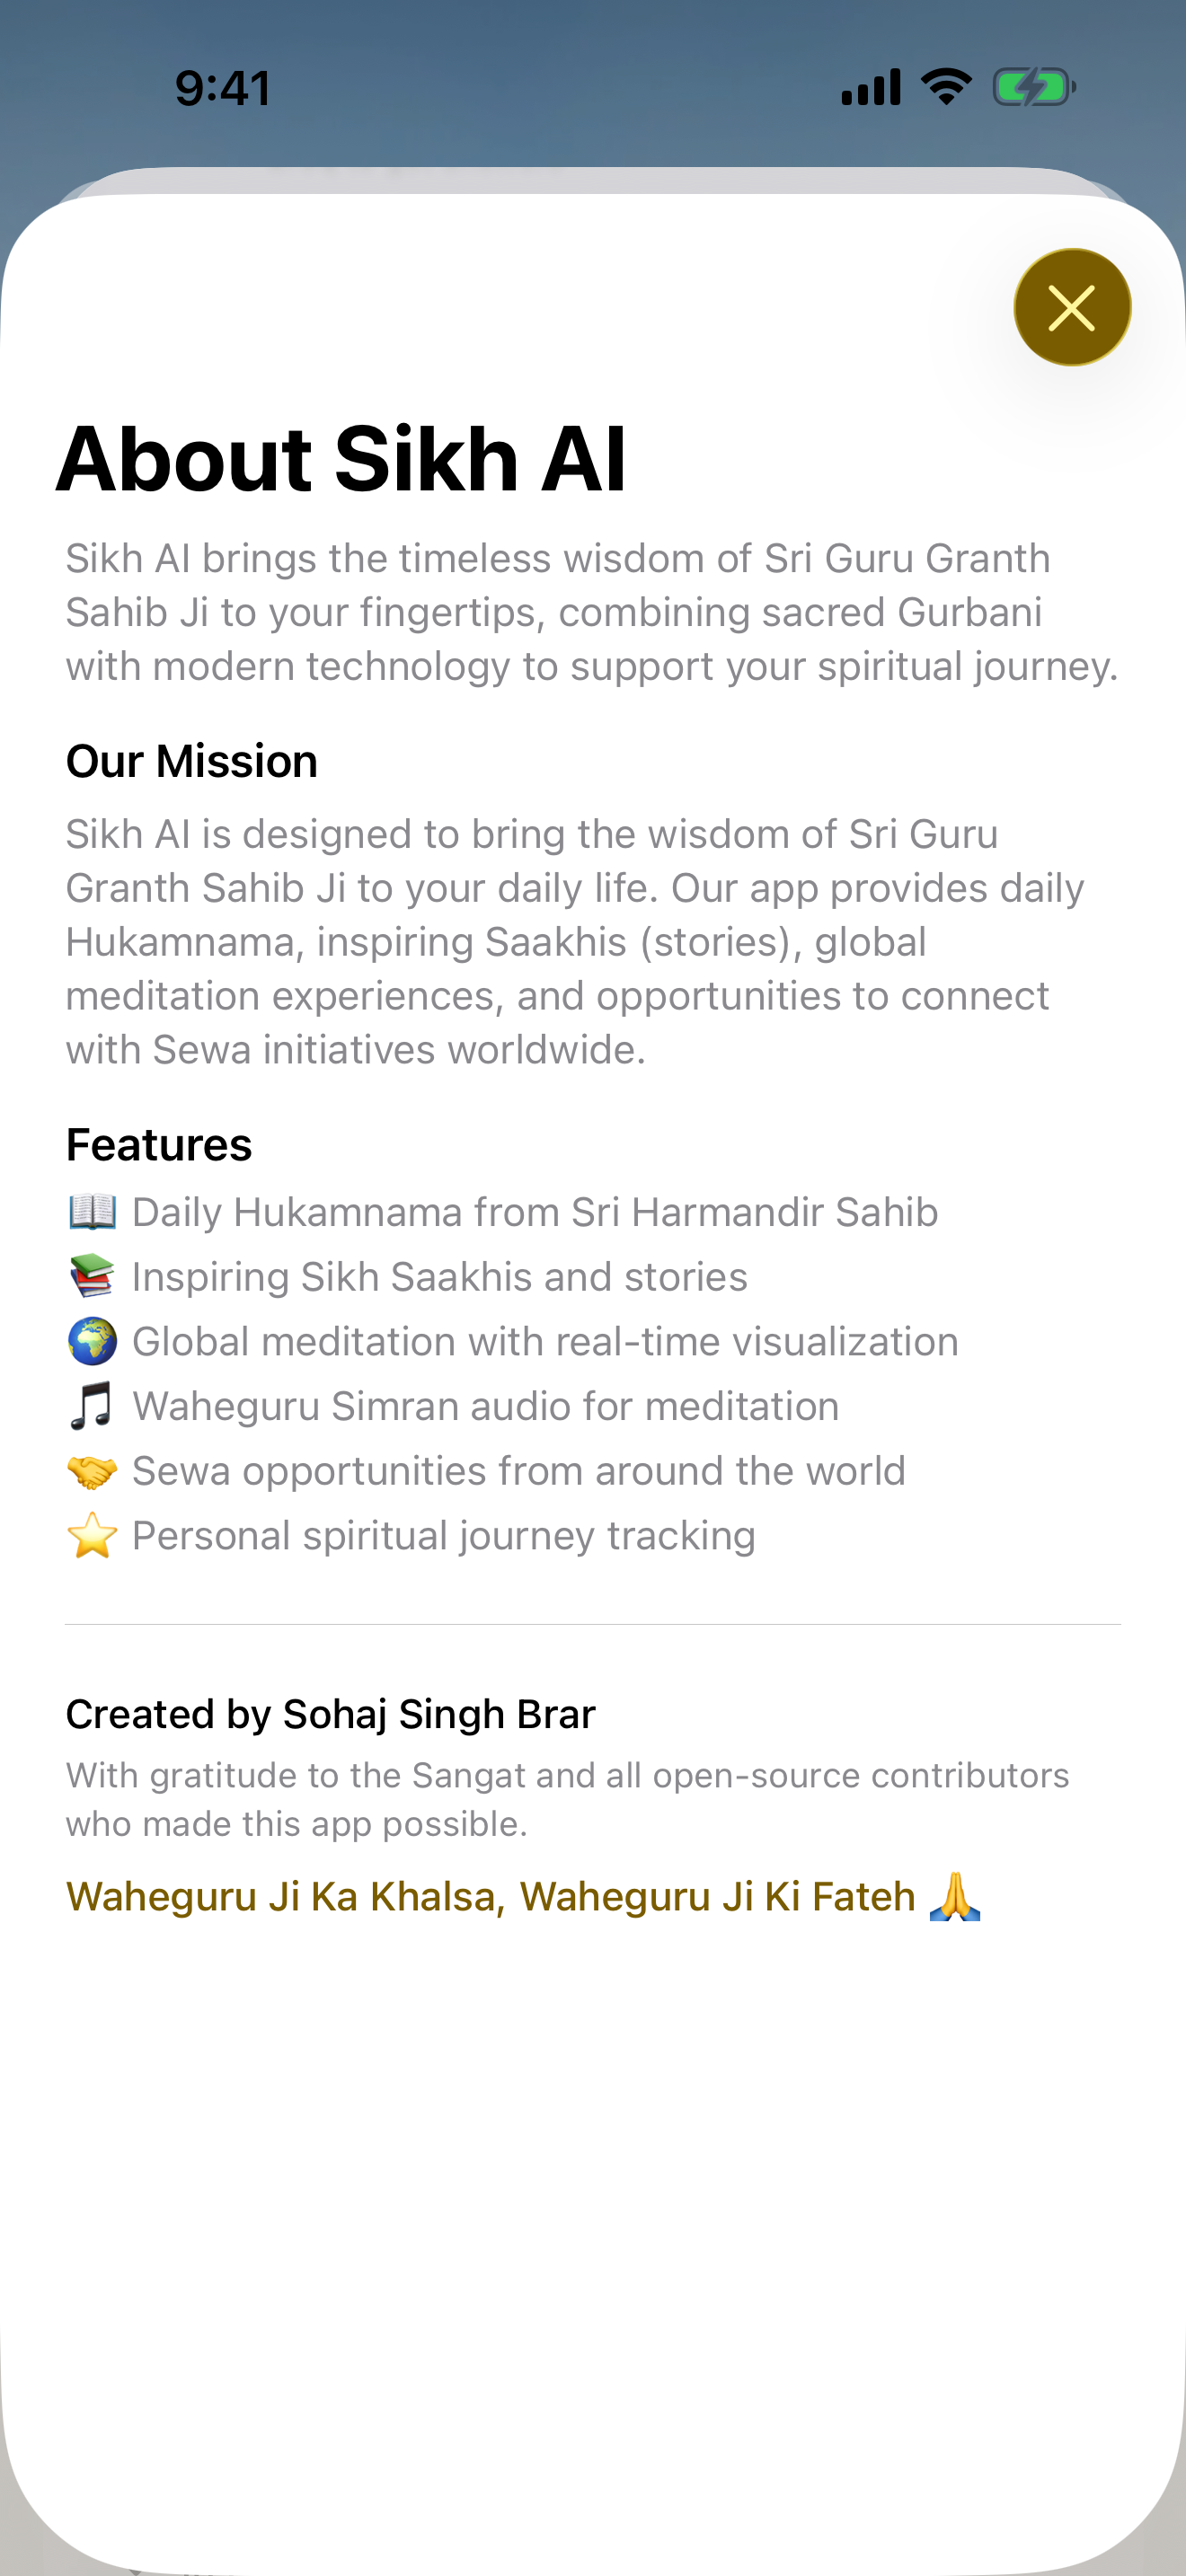 9:41
About Sikh AI
Sikh AI brings the timeless wisdom of Sri Guru Granth
Sahib Ji to your fingertips, combining sacred Gurbani
with modern technology to support your spiritual journey.
Our Mission
Sikh AI is designed to bring the wisdom of Sri Guru
Granth Sahib Ji to your daily life. Our app provides daily
Hukamnama, inspiring Saakhis (stories), global
meditation experiences, and opportunities to connect
with Sewa initiatives worldwide.
Features
📖 Daily Hukamnama from Sri Harmandir Sahib
📚 Inspiring Sikh Saakhis and stories
🌍 Global meditation with real-time visualization
🎵 Waheguru Simran audio for meditation
🤝 Sewa opportunities from around the world
⭐ Personal spiritual journey tracking
Created by Sohaj Singh Brar
With gratitude to the Sangat and all open-source contributors
who made this app possible.
Waheguru Ji Ka Khalsa, Waheguru Ji Ki Fateh 🙏